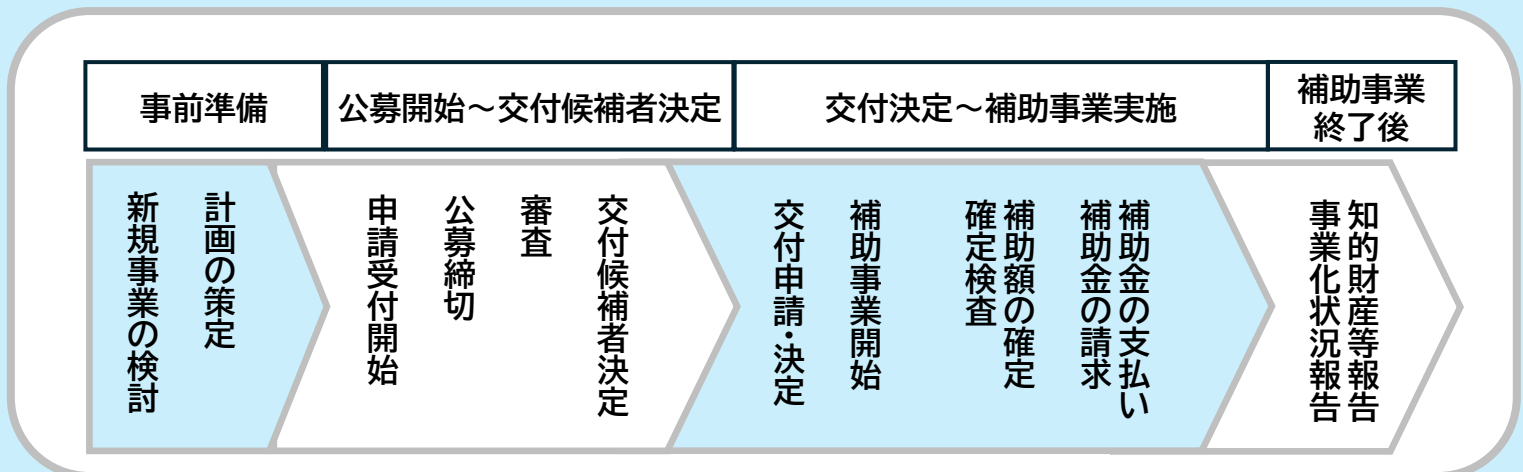 事前準備
公募開始～交付候補者決定
交付決定～補助事業実施
補助事業
終了後
新規事業の検討
計画の策定
申請受付開始
公募締切
審査
交付候補者決定
交付申請・決定
補助事業開始
確定検査
補助額の確定
補助金の請求
補助金の支払い
事業化状況報告
知的財産等報告